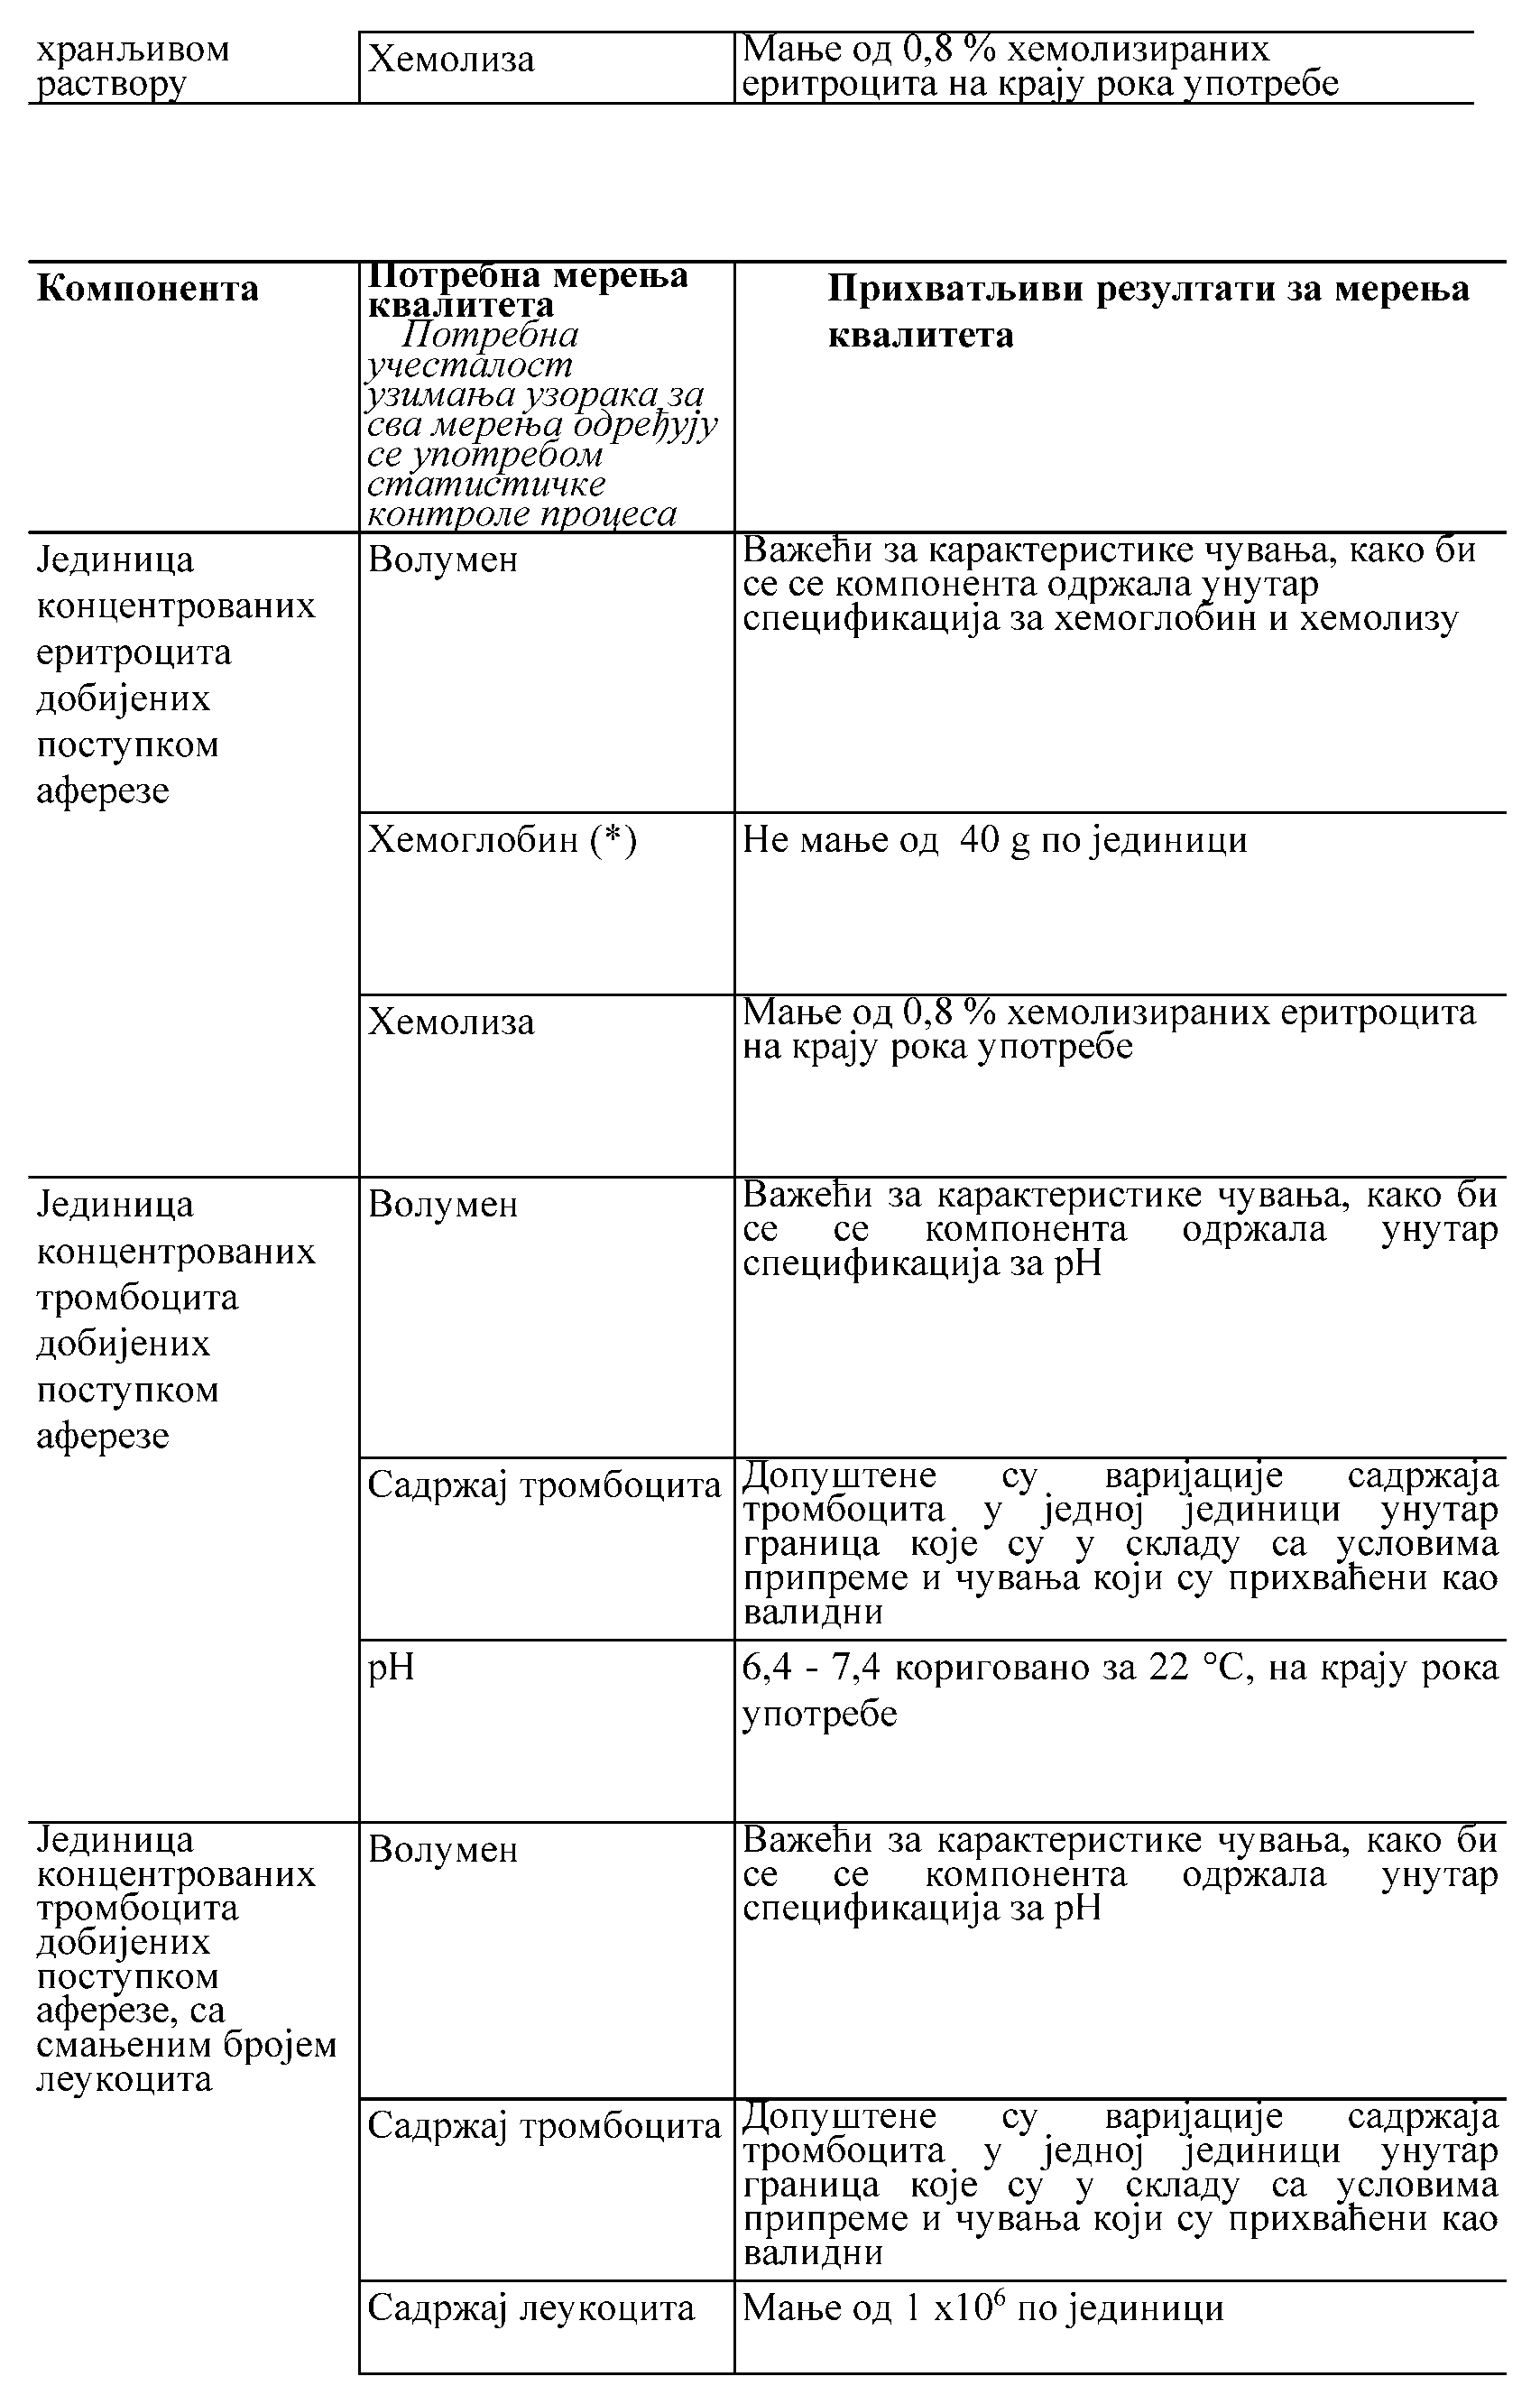 хранљивом
раствору
Хемолиза
Мање од 0,8 % хемолизираних
еритроцита на крају рока употребе
Компонента
Потребна мерења
квалитета
Потребна
учесталост
узимања узорака за
сва мерења одређују
се употребом
статистичке
контроле процеса
Прихватљиви резултати за мерења
квалитета
Јединица
концентрованих
еритроцита
добијених
поступком
аферезе
Волумен
Важећи за карактеристике чувања, како би
се се компонента одржала унутар
спецификација за хемоглобин и хемолизу
Хемоглобин (*)
Не мање од  40 g по јединици
Хемолиза
Мање од 0,8 % хемолизираних еритроцита
на крају рока употребе
Јединица
концентрованих
тромбоцита
добијених
поступком
аферезе
Волумен
Важећи за карактеристике чувања, како би
се се компонента одржала унутар
спецификација за pH
Садржај тромбоцита
Допуштене су варијације садржаја
тромбоцита у једној јединици унутар
граница које су у складу са условима
припреме и чувања који су прихваћени као
валидни
pH
6,4 - 7,4 кориговано за 22 °C, на крају рока
употребе
Јединица
концентрованих
тромбоцита
добијених
поступком
аферезе, са
смањеним бројем
леукоцита
Волумен
Важећи за карактеристике чувања, како би
се се компонента одржала унутар
спецификација за pH
Садржај тромбоцита
Допуштене су варијације садржаја
тромбоцита у једној јединици унутар
граница које су у складу са условима
припреме и чувања који су прихваћени као
валидни
Садржај леукоцита
Мање од 1 x10⁶ по јединици